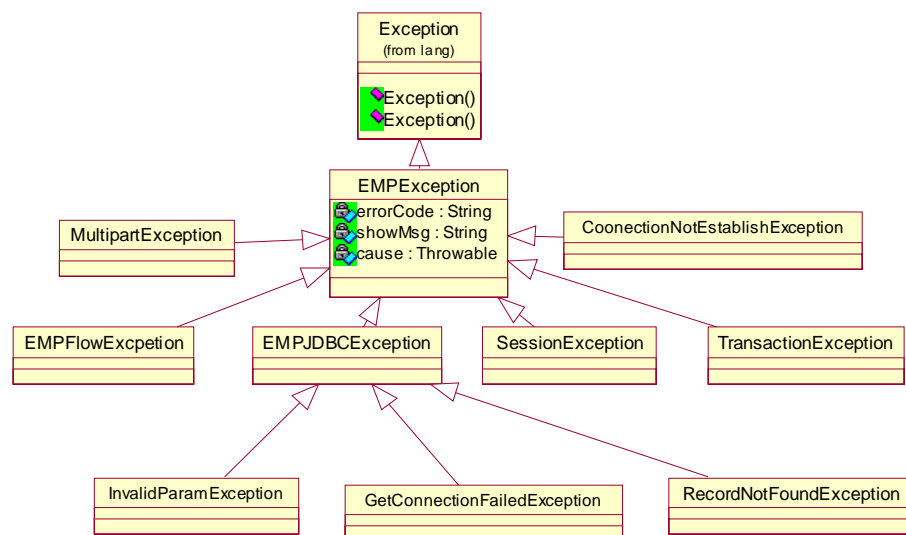 Exception
(from lang)
Exception()
Exception()
EMPException
errorCode : String
showMsg : String
cause : Throwable
MultipartException
CoonectionNotEstablishException
EMPFlowExcpetion
EMPJDBCException
SessionException
TransactionException
InvalidParamException
GetConnectionFailedException
RecordNotFoundException